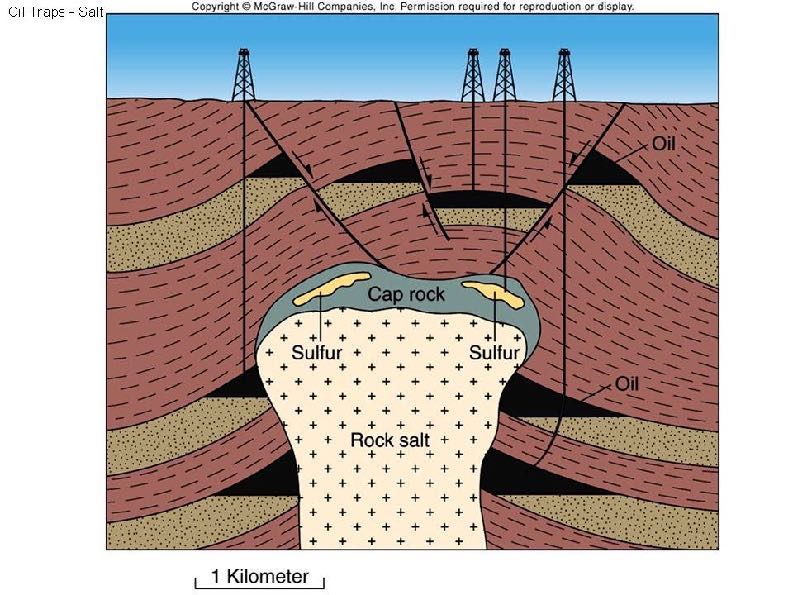 Oil Traps - Salt
Copyright © McGraw-Hill Companies, Inc. Permission required for reproduction or display.
Oil
Cap rock
Sulfur
Sulfur
Oil
Rock salt
1 Kilometer